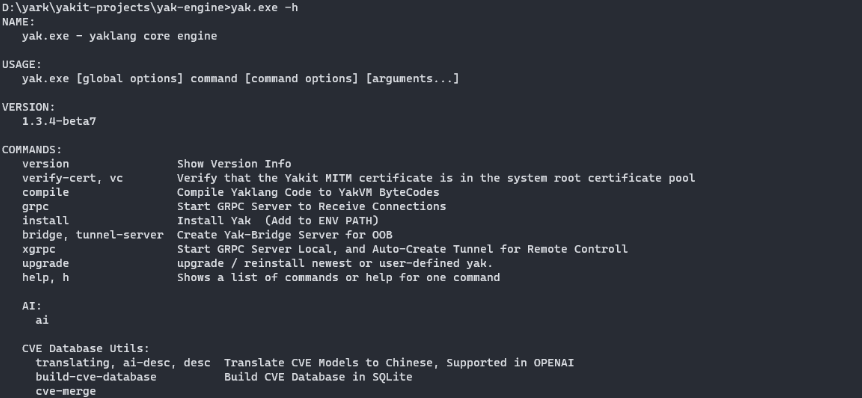 D:\yark\yakit-projects\yak-engine>yak.exe -h
NAME:
yak.exe - yaklang core engine
USAGE:
yak.exe [global options] command [command options] [arguments...]
VERSION:
1.3.4-beta7
COMMANDS:
version Show Version Info
verify-cert, vc Verify that the Yakit MITM certificate is in the system root certificate pool
compile Compile Yaklang Code to YakVM ByteCodes
grpc Start GRPC Server to Receive Connections
install Install Yak (Add to ENV PATH)
bridge, tunnel-server Create Yak-Bridge Server for OOB
xgrpc Start GRPC Server Local, and Auto-Create Tunnel for Remote Controll
upgrade upgrade / reinstall newest or user-defined yak.
help, h Shows a list of commands or help for one command
AI:
ai
CVE Database Utils:
translating, ai-desc, desc Translate CVE Models to Chinese, Supported in OPENAI
build-cve-database Build CVE Database in SQLite
cve-merge